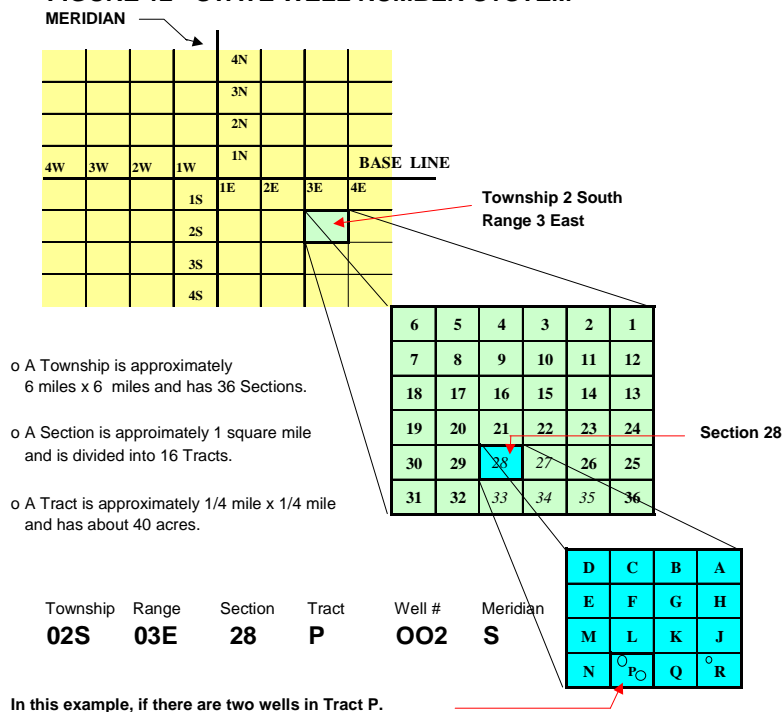 MERIDIAN
4N
3N
2N
1N
4W 3W 2W 1W
BASE LINE
1E 2E 3E 4E
1S
2S
3S
4S
Township 2 South
Range 3 East
6 5 4 3 2 1
7 8 9 10 11 12
18 17 16 15 14 13
19 20 21 22 23 24
30 29 28 27 26 25
31 32 33 34 35 36
Section 28
o A Township is approximately
6 miles x 6 miles and has 36 Sections.
o A Section is approimately 1 square mile
and is divided into 16 Tracts.
o A Tract is approximately 1/4 mile x 1/4 mile
and has about 40 acres.
D C B A
E F G H
M L K J
N P Q R
Township Range Section Tract Well # Meridian
02S 03E 28 P OO2 S
In this example, if there are two wells in Tract P.